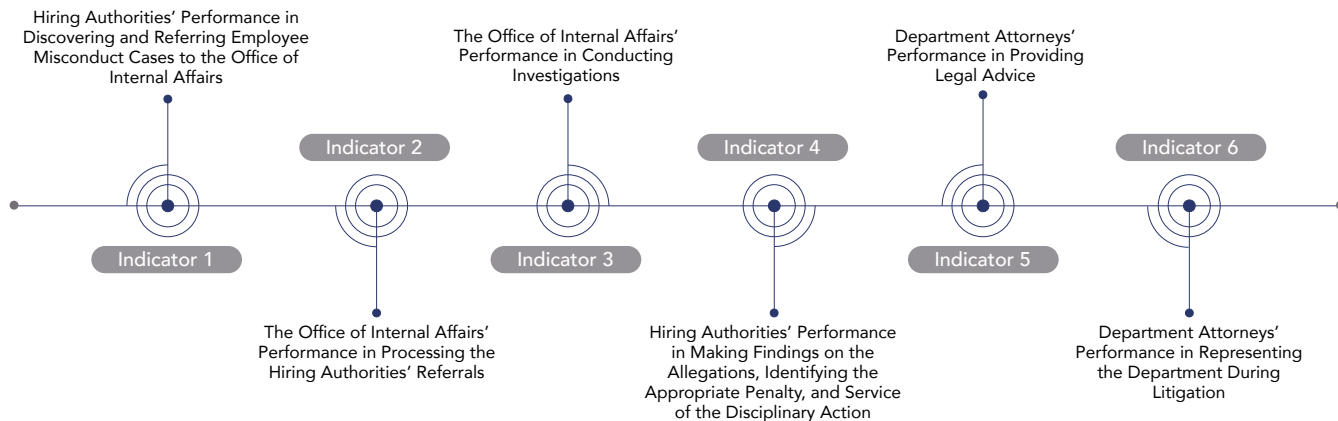 Hiring Authorities’ Performance in
Discovering and Referring Employee
Misconduct Cases to the Office of
Internal Affairs
Indicator 1
Indicator 2
The Office of Internal Affairs’
Performance in Processing the
Hiring Authorities’ Referrals
The Office of Internal Affairs’
Performance in Conducting
Investigations
Indicator 3
Indicator 4
Hiring Authorities’ Performance
in Making Findings on the
Allegations, Identifying the
Appropriate Penalty, and Service
of the Disciplinary Action
Department Attorneys’
Performance in Providing
Legal Advice
Indicator 5
Indicator 6
Department Attorneys’
Performance in Representing
the Department During
Litigation